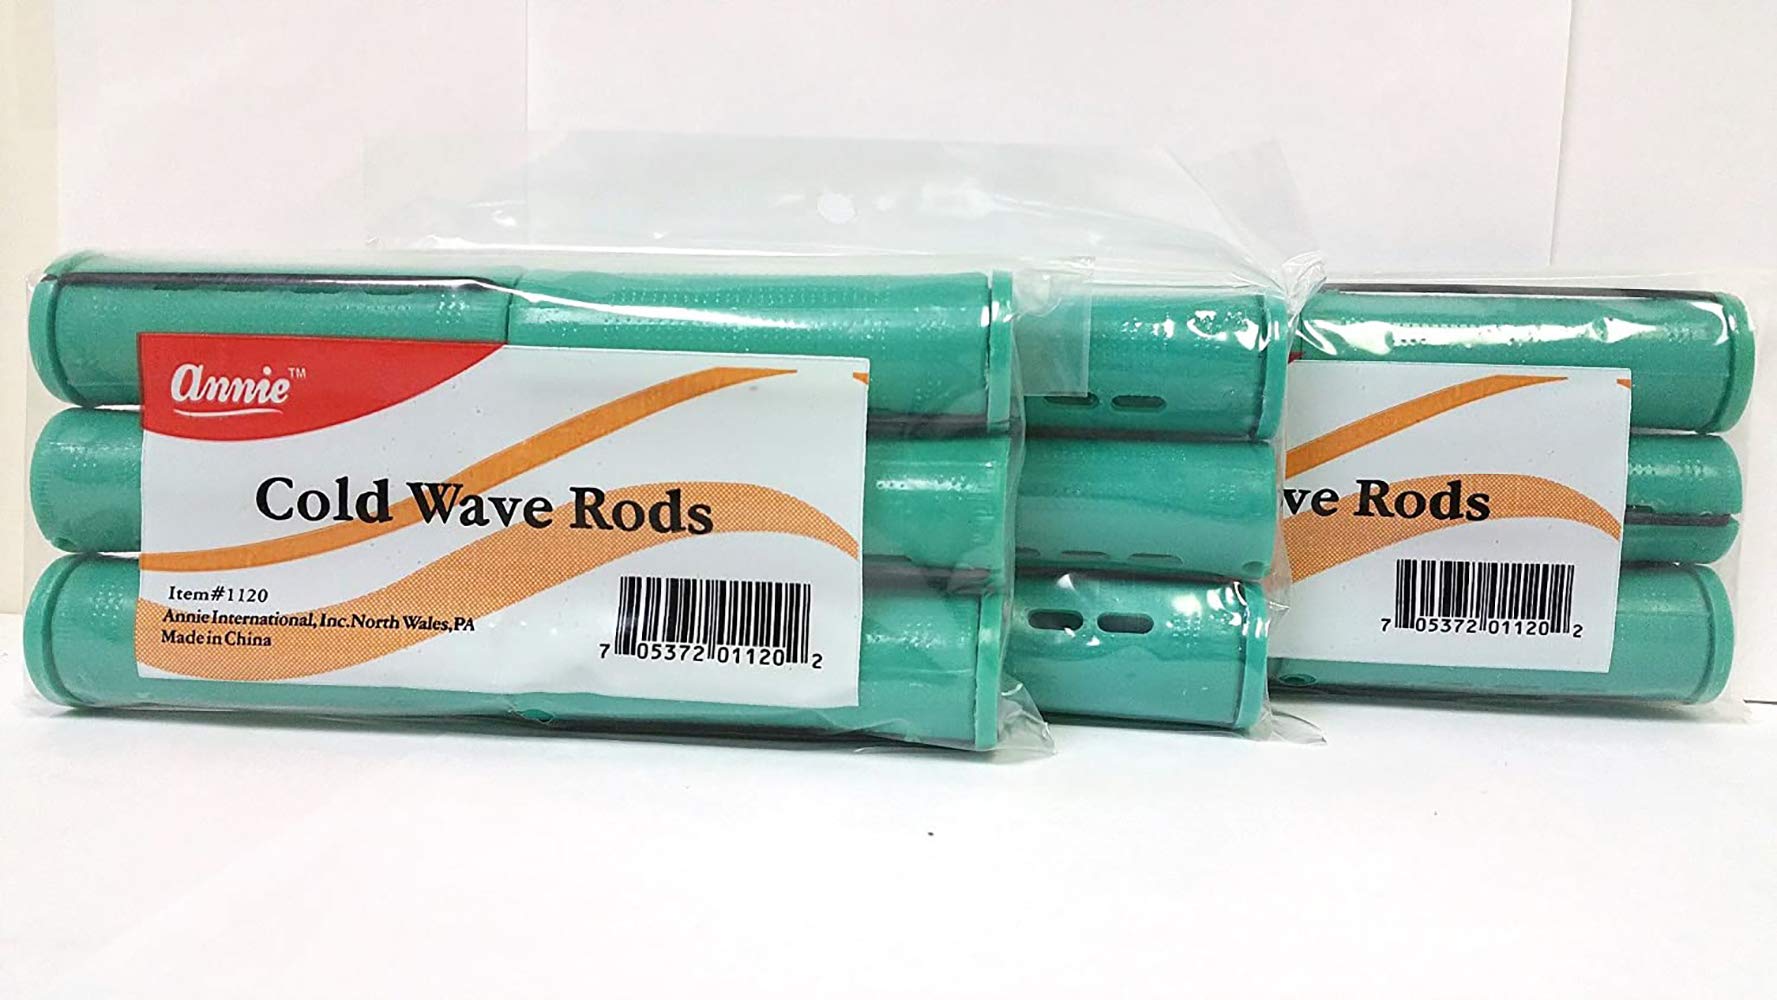 annie™
Cold Wave Rods
Item#1120
Annie International, Inc. North Wales, PA
Made in China
7 05372 01120 2
ve Rods
7 05372 01120 2